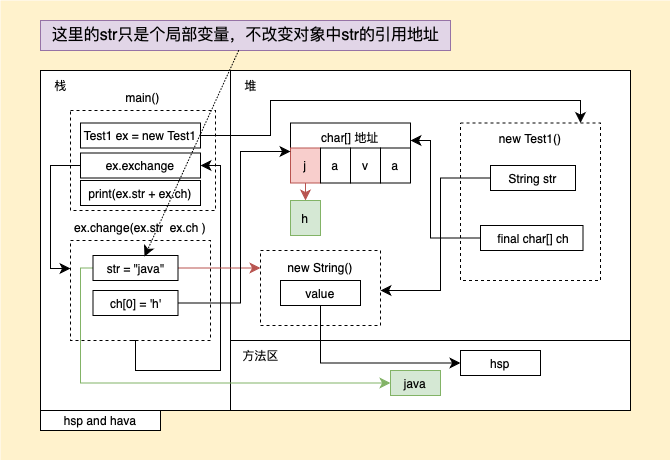 这里的str只是个局部变量，不改变对象中str的引用地址
栈
堆
main()
Test1 ex = new Test1
ex.exchange
print(ex.str + ex.ch)
ex.change(ex.str ex.ch )
str = "java"
ch[0] = 'h'
char[] 地址
j a v a
h
new Test1()
String str
final char[] ch
new String()
value
方法区
hsp
java
hsp and hava